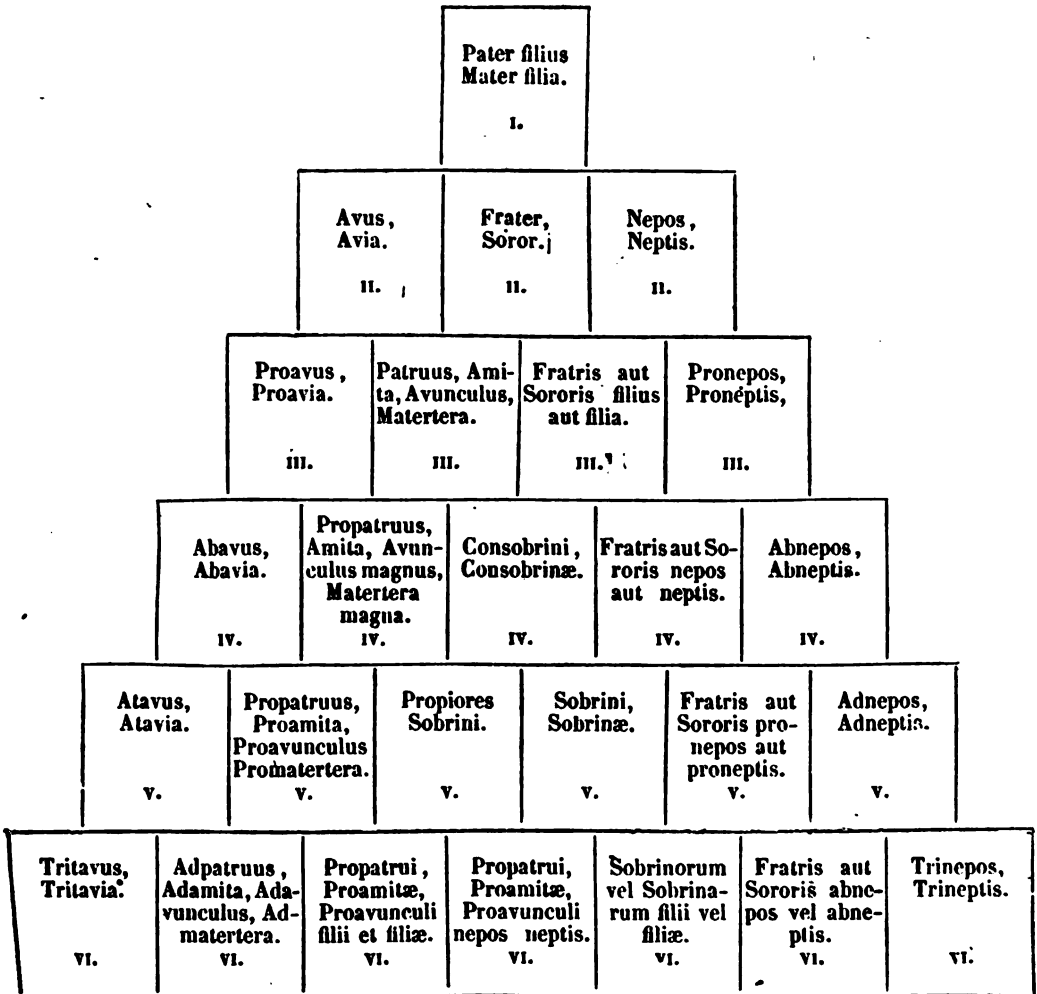 Pater filius
Mater filia.
I.
Avus,
Avia.
II.
Frater,
Soror.
II.
Nepos,
Neptis.
II.
Proavus,
Proavia.
III.
Patruus, Ami-
ta, Avunculus,
Matertera.
III.
Fratris aut
Sororis filius
aut filia.
III.
Pronepos,
Proneptis,
III.
Abavus,
Abavia.
IV.
Propatruus,
Amita, Avun-
culus magnus,
Matertera
magna.
IV.
Consobrini,
Consobrinæ.
IV.
Fratris aut So-
roris nepos
aut neptis.
IV.
Abnepos,
Abneptis.
IV.
Atavus,
Atavia.
V.
Propatruus,
Proamita,
Proavunculus
Promatertera.
V.
Propiores
Sobrini.
V.
Sobrini,
Sobrinæ.
V.
Fratris aut
Sororis pro-
nepos aut
proneptis.
V.
Adnepos,
Adneptis.
V.
Tritavus,
Tritavia.
VI.
Adpatruus,
Adamita, Ada-
vunculus, Ad-
matertera.
VI.
Propatrui,
Proamitæ,
Proavunculi
filii et filiæ.
VI.
Propatrui,
Proamitæ,
Proavunculi
nepos neptis.
VI.
Sobrinorum
vel Sobrina-
rum filii vel
filiæ.
VI.
Fratris aut
Sororis abne-
pos vel abne-
ptis.
VI.
Trinepos,
Trineptis.
VI.